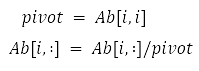 pivot = Ab[i,i]
Ab[i,:] = Ab[i,:]/pivot